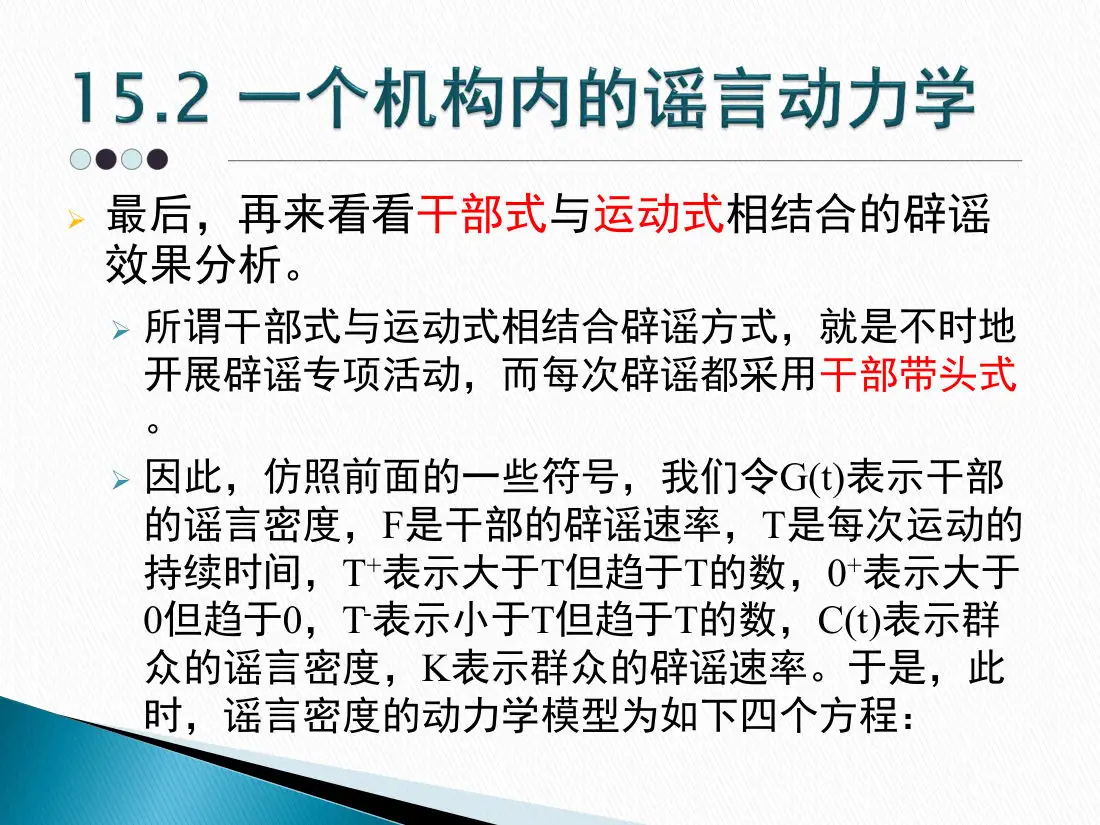 15.2 一个机构内的谣言动力学
最后，再来看看干部式与运动式相结合的辟谣
效果分析。
所谓干部式与运动式相结合辟谣方式，就是不时地
开展辟谣专项活动，而每次辟谣都采用干部带头式
。
因此，仿照前面的一些符号，我们令G(t)表示干部
的谣言密度，F是干部的辟谣速率，T是每次运动的
持续时间，T⁺表示大于T但趋于T的数，0⁺表示大于
0但趋于0，T⁻表示小于T但趋于T的数，C(t)表示群
众的谣言密度，K表示群众的辟谣速率。于是，此
时，谣言密度的动力学模型为如下四个方程：